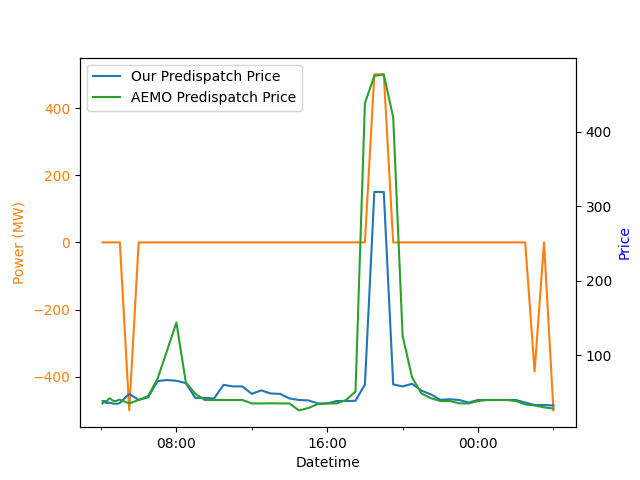 Our Predispatch Price
AEMO Predispatch Price
400
200
0
−200
−400
Power (MW)
400
300
200
100
Price
08:00
16:00
00:00
Datetime